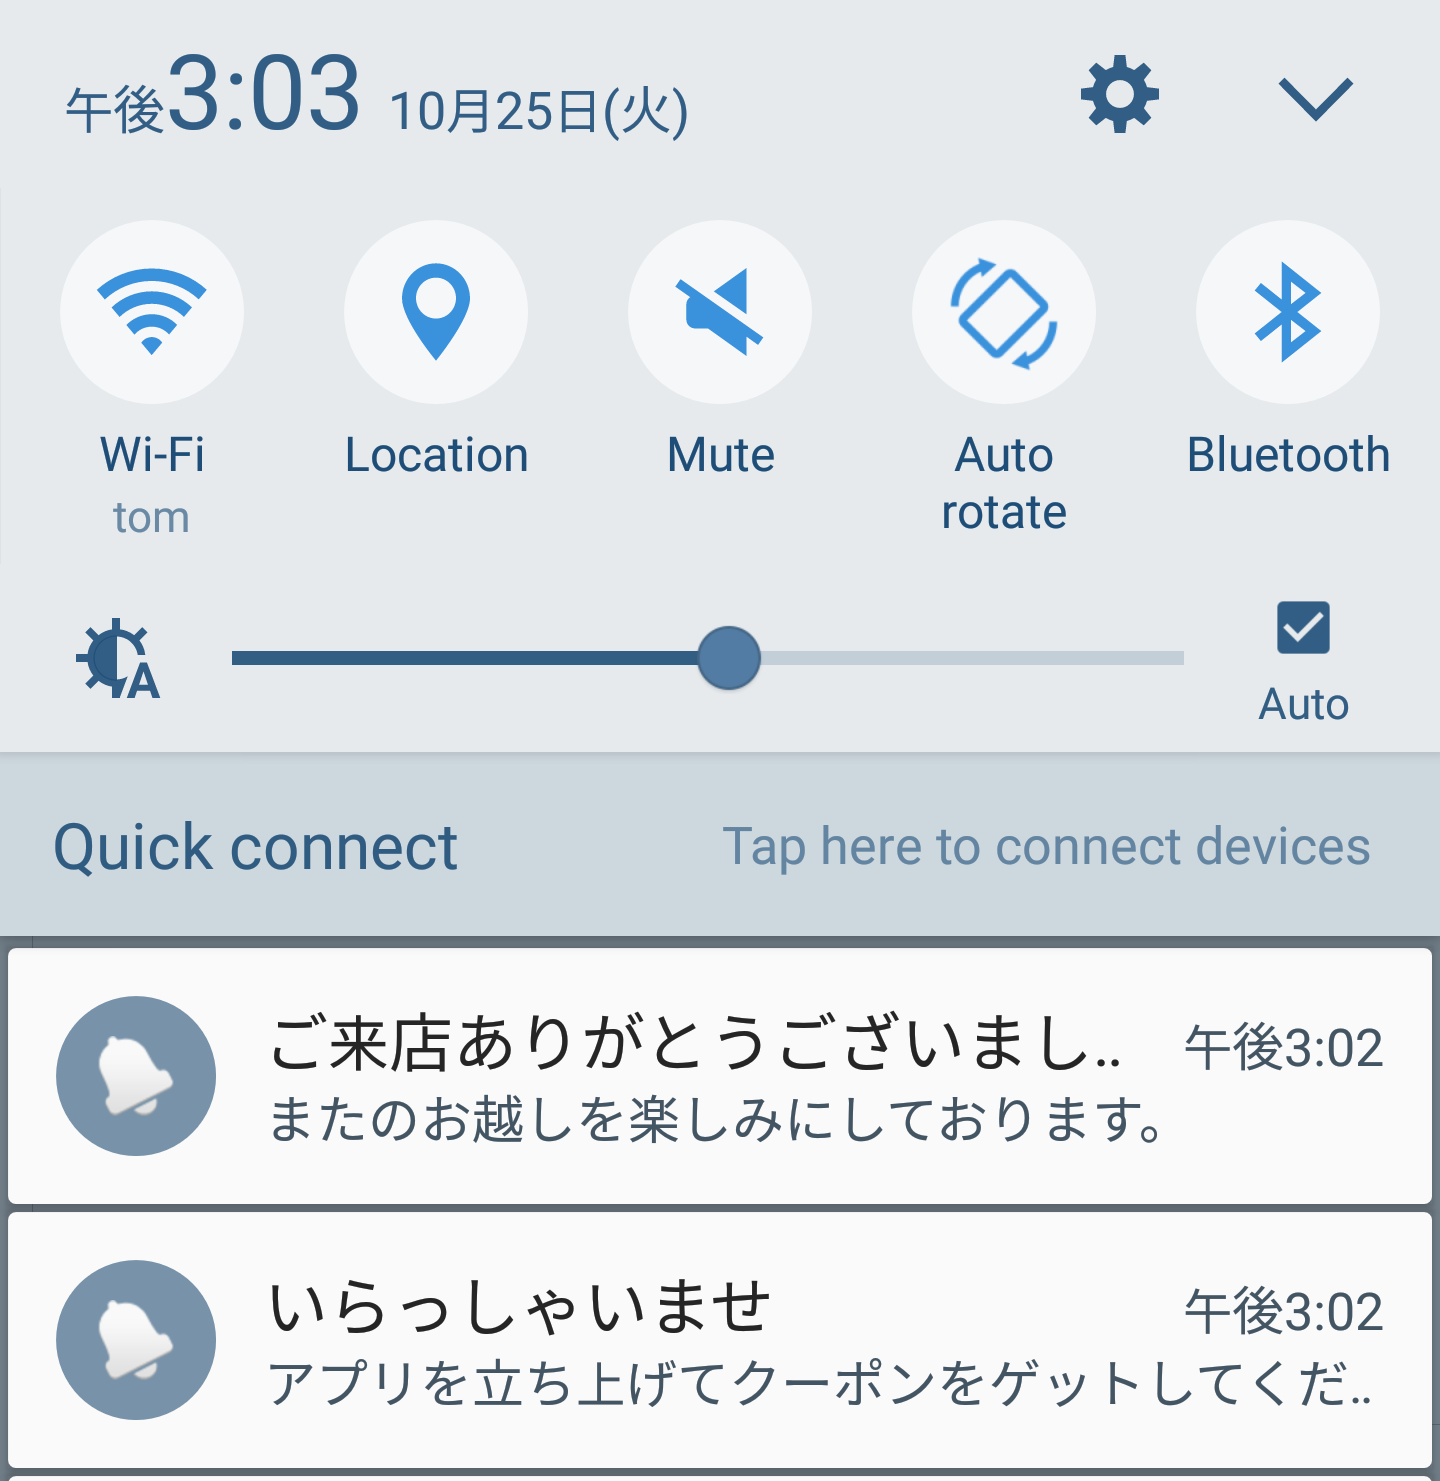 午後3:03 10月25日(火)
Wi-Fi Location Mute Auto rotate Bluetooth
tom
A
Auto
Quick connect Tap here to connect devices
ご来店ありがとうございまし.. 午後3:02
またのお越しを楽しみにしております。
いらっしゃいませ 午後3:02
アプリを立ち上げてクーポンをゲットしてくだ..